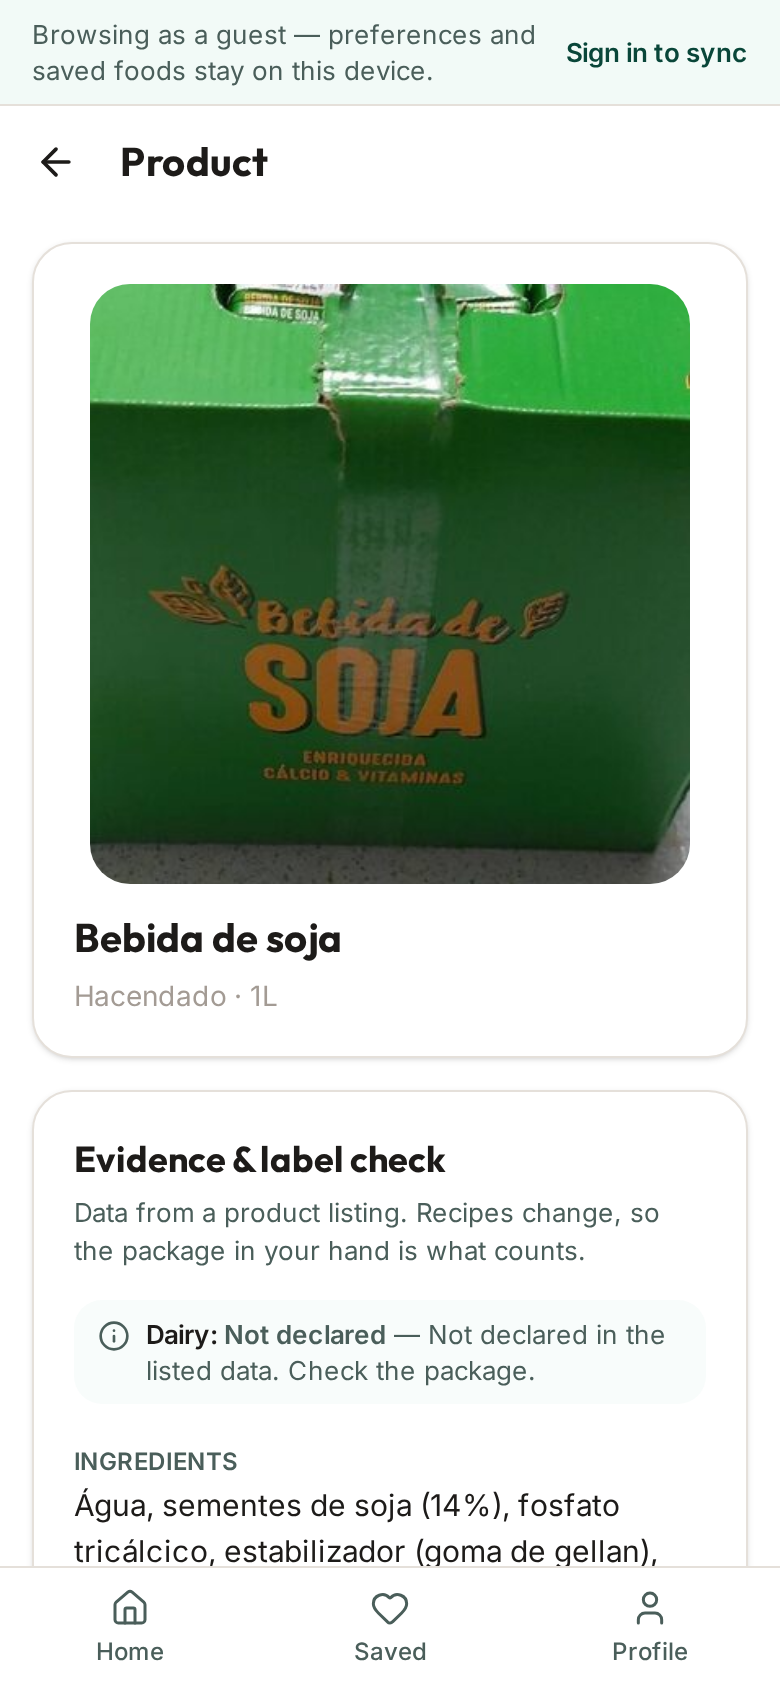 Browsing as a guest — preferences and
saved foods stay on this device.
Sign in to sync
Product
BEBIDA DE SOJA
Bebida de
SOJA
ENRIQUECIDA
CÁLCIO & VITAMINAS
Bebida de soja
Hacendado · 1L
Evidence & label check
Data from a product listing. Recipes change, so
the package in your hand is what counts.
Dairy: Not declared — Not declared in the
listed data. Check the package.
INGREDIENTS
Água, sementes de soja (14%), fosfato
tricálcico, estabilizador (goma de gellan),
Home
Saved
Profile